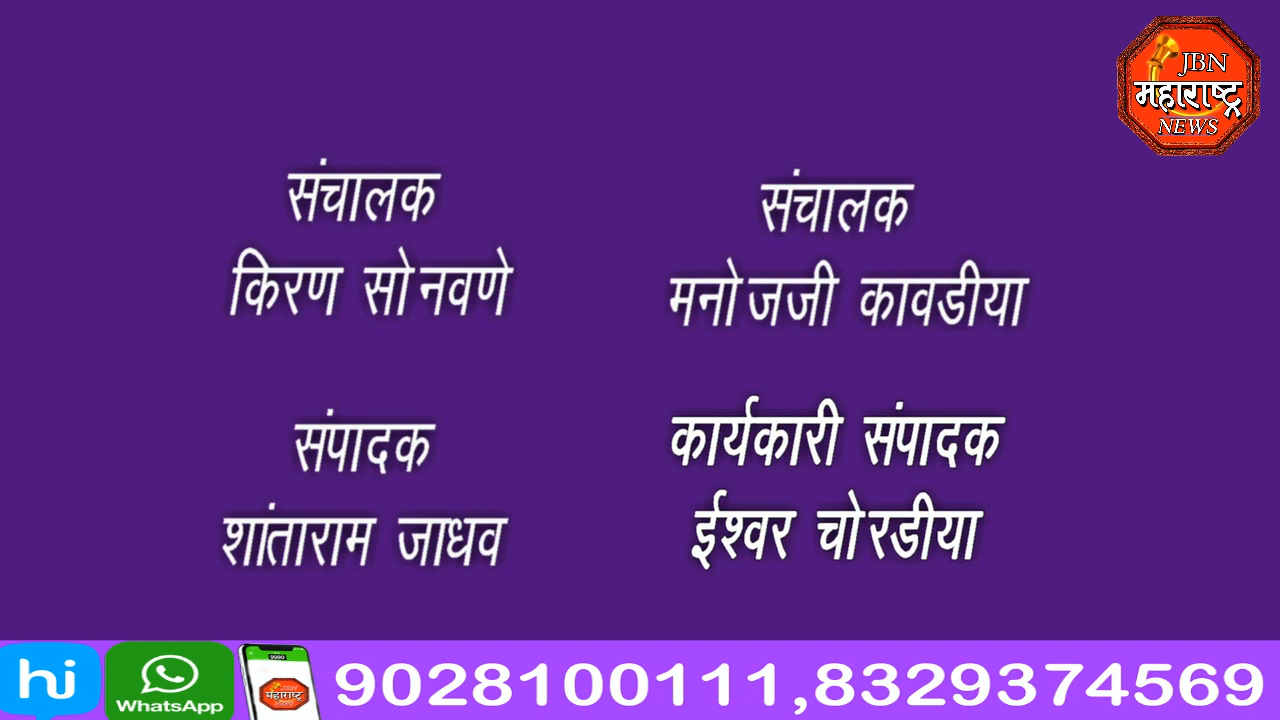 JBN
महाराष्ट्र
NEWS
संचालक
किरण सोनवणे
संचालक
मनोजजी कावडीया
संपादक
शांताराम जाधव
कार्यकारी संपादक
ईश्वर चोरडीया
hi
WhatsApp
महाराष्ट्र
9028100111,8329374569